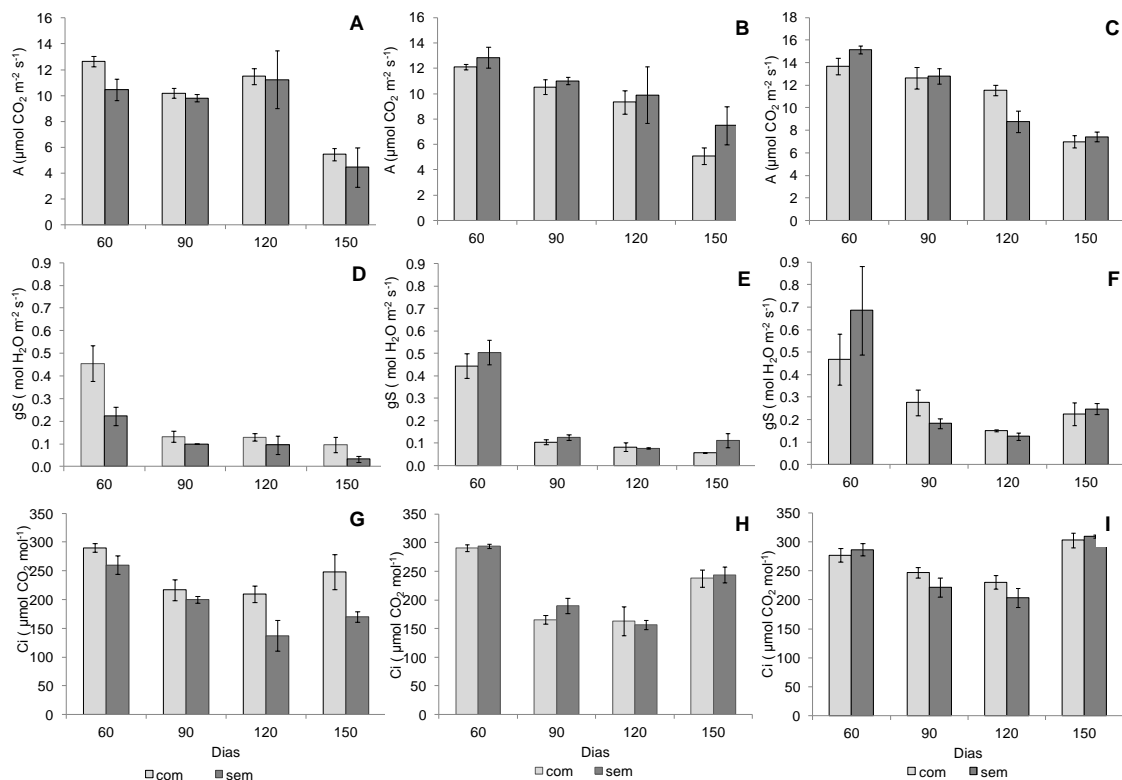 A
A (µmol CO2 m-2 s-1)
16
14
12
10
8
6
4
2
0
60 90 120 150
B
A (µmol CO2 m-2 s-1)
16
14
12
10
8
6
4
2
0
60 90 120 150
C
A (µmol CO2 m-2 s-1)
18
16
14
12
10
8
6
4
2
0
60 90 120 150
D
gS ( mol H2O m-2 s-1)
0.9
0.8
0.7
0.6
0.5
0.4
0.3
0.2
0.1
0.0
60 90 120 150
E
gS ( mol H2O m-2 s-1)
0.9
0.8
0.7
0.6
0.5
0.4
0.3
0.2
0.1
0.0
60 90 120 150
F
gS ( mol H2O m-2 s-1)
0.9
0.8
0.7
0.6
0.5
0.4
0.3
0.2
0.1
0.0
60 90 120 150
G
Ci ( µmol CO2 mol-1)
350
300
250
200
150
100
50
0
60 90 120 150
Dias
com sem
H
Ci ( µmol CO2 mol-1)
350
300
250
200
150
100
50
0
60 90 120 150
Dias
com sem
I
Ci ( µmol CO2 mol-1)
350
300
250
200
150
100
50
0
60 90 120 150
Dias
com sem